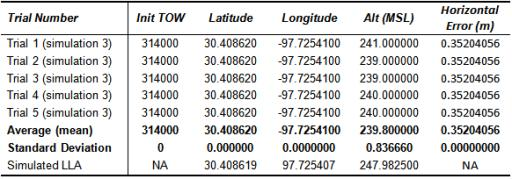 Trial Number Init TOW Latitude Longitude Alt (MSL) Horizontal Error (m)
Trial 1 (simulation 3) 314000 30.408620 -97.7254100 241.000000 0.35204056
Trial 2 (simulation 3) 314000 30.408620 -97.7254100 239.000000 0.35204056
Trial 3 (simulation 3) 314000 30.408620 -97.7254100 239.000000 0.35204056
Trial 4 (simulation 3) 314000 30.408620 -97.7254100 240.000000 0.35204056
Trial 5 (simulation 3) 314000 30.408620 -97.7254100 240.000000 0.35204056
Average (mean) 314000 30.408620 -97.7254100 239.800000 0.35204056
Standard Deviation 0 0.000000 0.0000000 0.836660 0.00000000
Simulated LLA NA 30.408619 97.725407 247.982500 NA